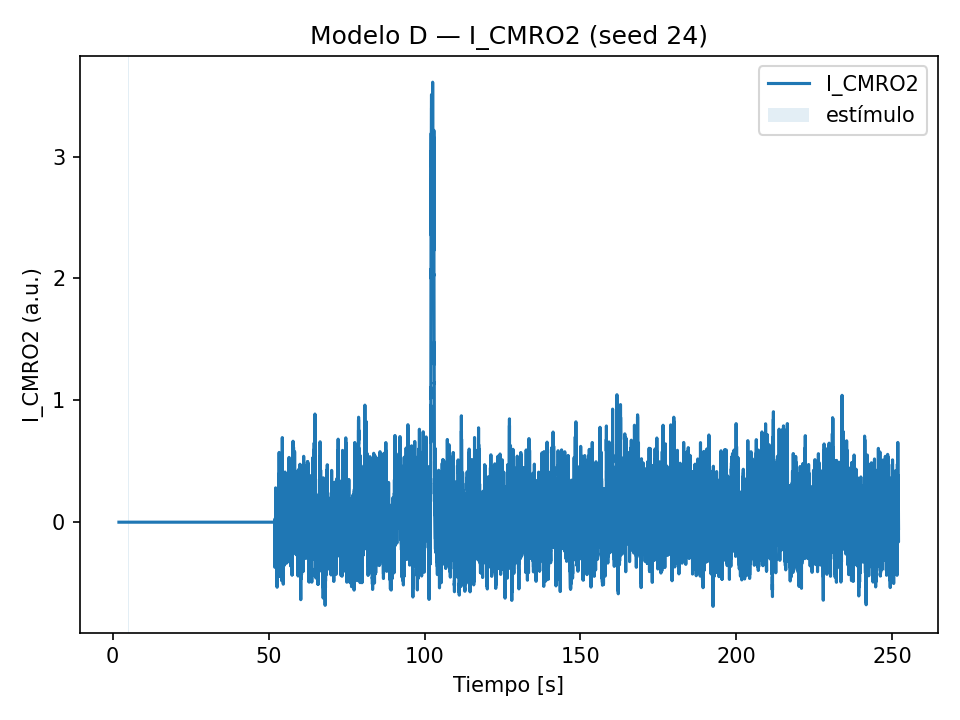 Modelo D — I_CMRO2 (seed 24)
I_CMRO2
estímulo
I_CMRO2 (a.u.)
3
2
1
0
0 50 100 150 200 250
Tiempo [s]